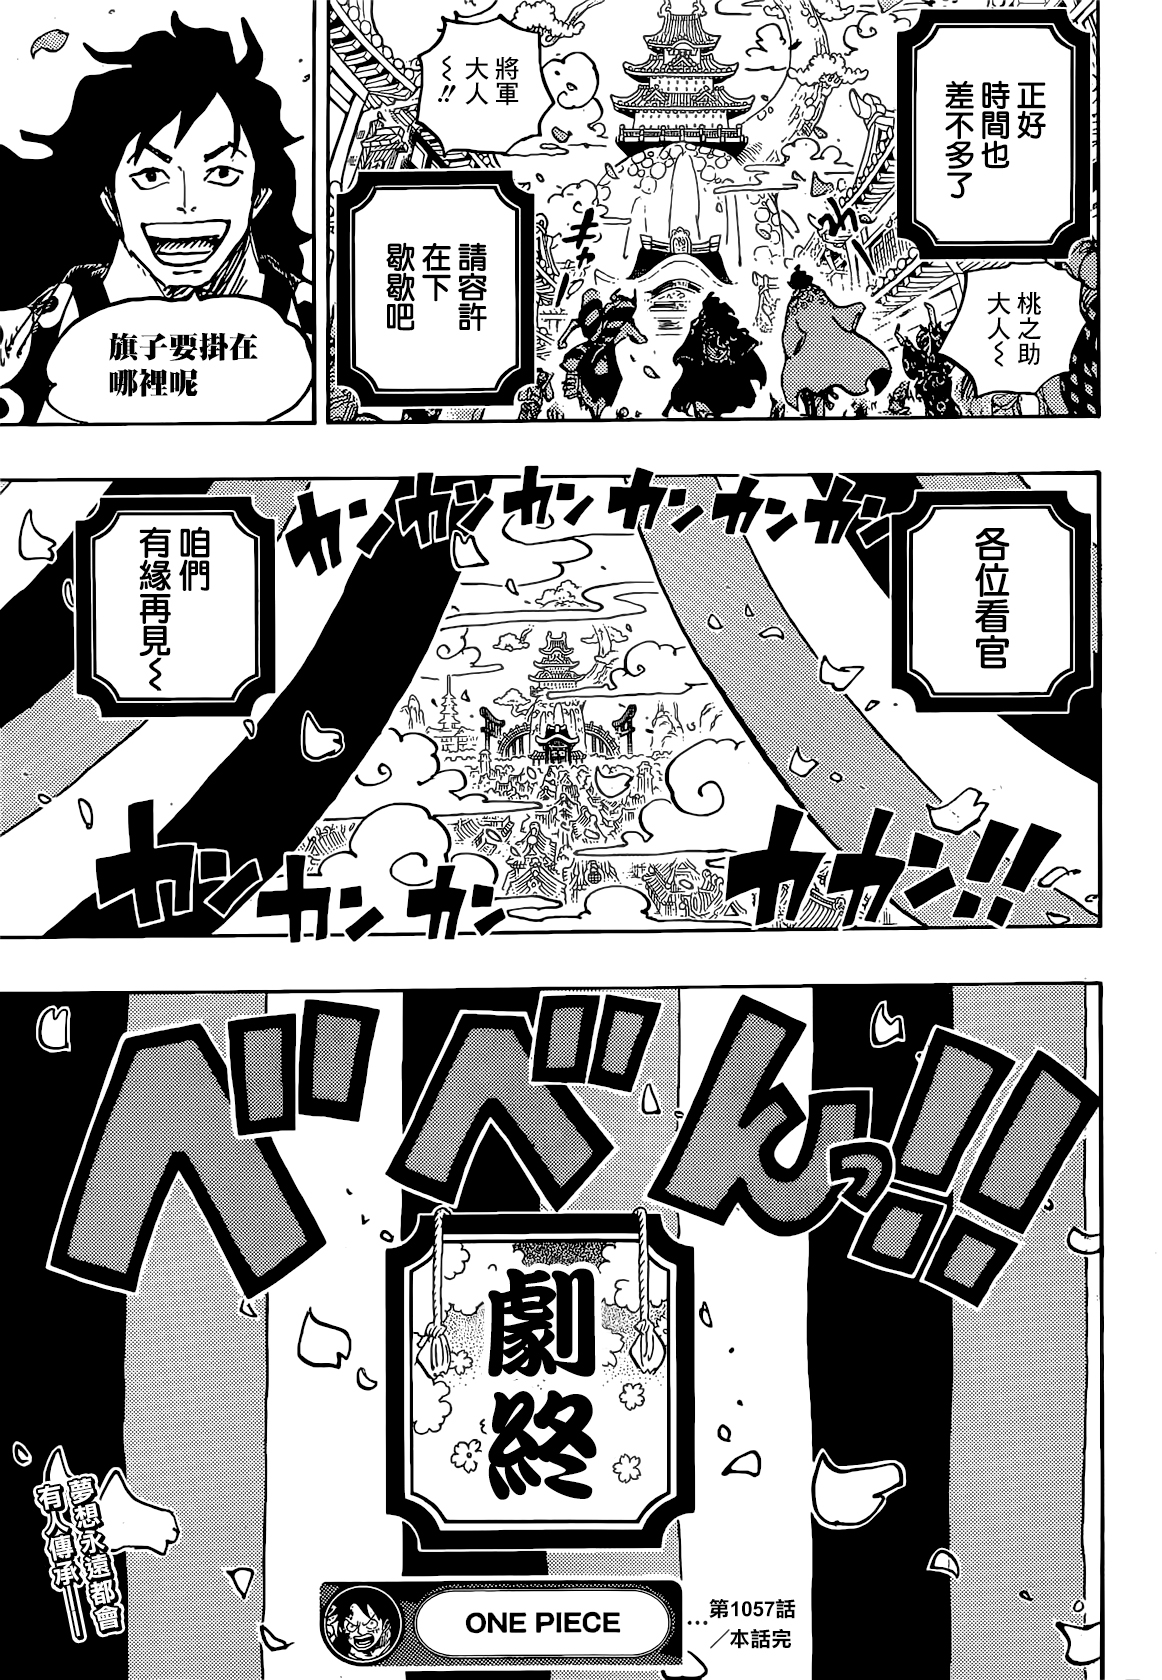 正好
時間也
差不多了
將軍
大人
～!!
桃之助
大人～
請容許
在下
歇歇吧
旗子要掛在
哪裡呢
各位看官
カン カン カン カン カン カン
咱們
有緣再見～
カン カン カン カカン!!
べべんっ!!
劇終
夢想永遠都會
有人傳承──
ONE PIECE
…第1057話
／本話完